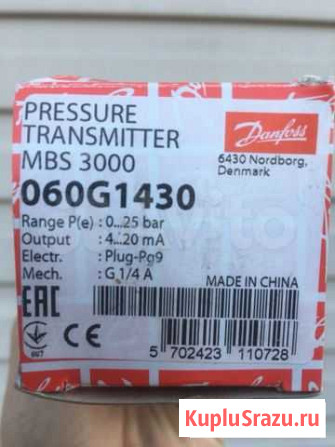 PRESSURE
TRANSMITTER
MBS 3000
Danfoss
6430 Nordborg,
Denmark
060G1430
Range P(e) : 0...25 bar
Output : 4...20 mA
Electr. : Plug-Pg9
Mech. : G 1/4 A
MADE IN CHINA
EAC
CE
OUT
5 702423 110728
KupluSrazu.ru